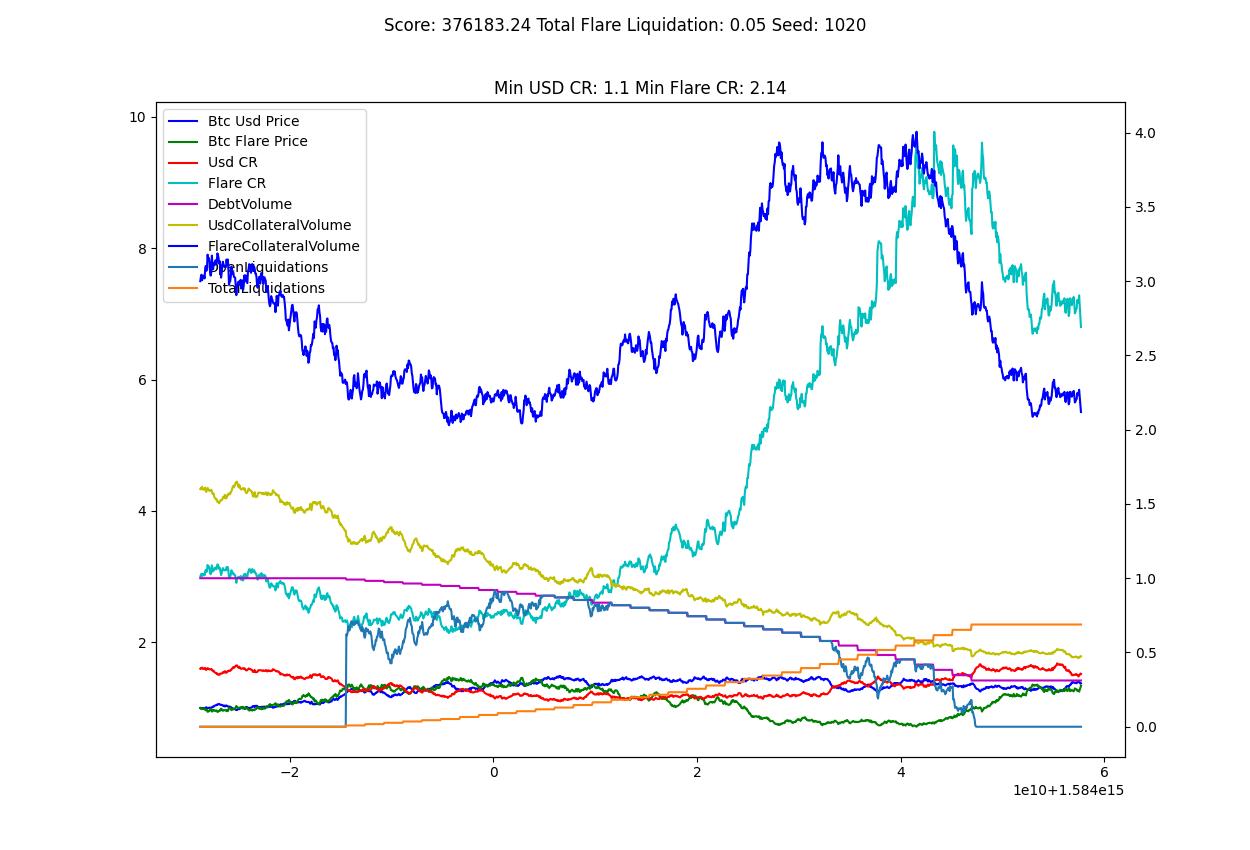 Score: 376183.24 Total Flare Liquidation: 0.05 Seed: 1020
Min USD CR: 1.1 Min Flare CR: 2.14
Btc Usd Price
Btc Flare Price
Usd CR
Flare CR
DebtVolume
UsdCollateralVolume
FlareCollateralVolume
OpenLiquidations
TotalLiquidations
10
8
6
4
2
4.0
3.5
3.0
2.5
2.0
1.5
1.0
0.5
0.0
−2
0
2
4
6
1e10+1.584e15